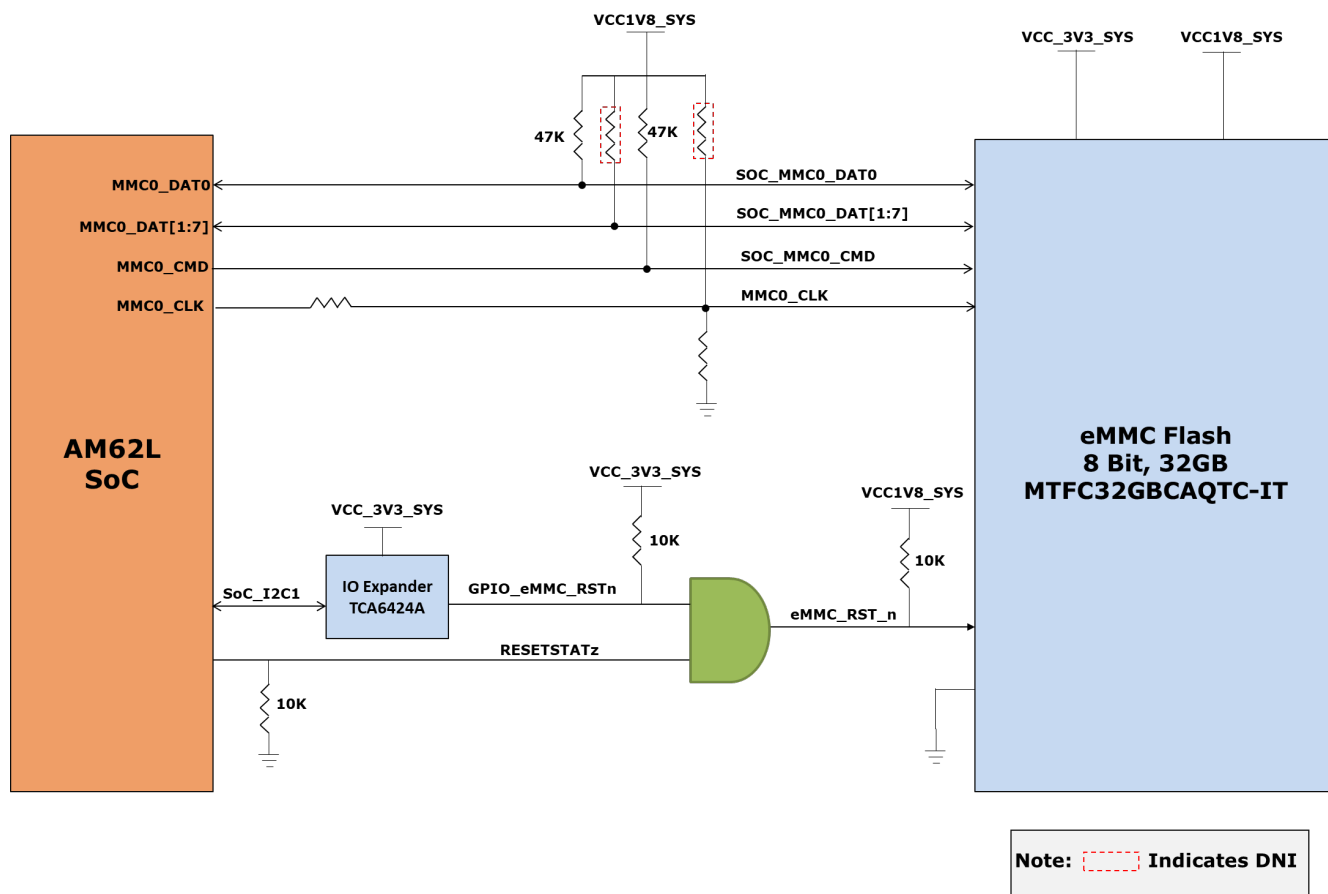 VCC1V8_SYS
VCC_3V3_SYS
VCC1V8_SYS
47K
47K
MMC0_DAT0
SOC_MMC0_DAT0
MMC0_DAT[1:7]
SOC_MMC0_DAT[1:7]
MMC0_CMD
SOC_MMC0_CMD
MMC0_CLK
MMC0_CLK
AM62L
SoC
eMMC Flash
8 Bit, 32GB
MTFC32GBCAQTC-IT
VCC_3V3_SYS
VCC1V8_SYS
VCC_3V3_SYS
10K
10K
IO Expander
TCA6424A
SoC_I2C1
GPIO_eMMC_RSTn
eMMC_RST_n
RESETSTATz
10K
Note:
Indicates DNI